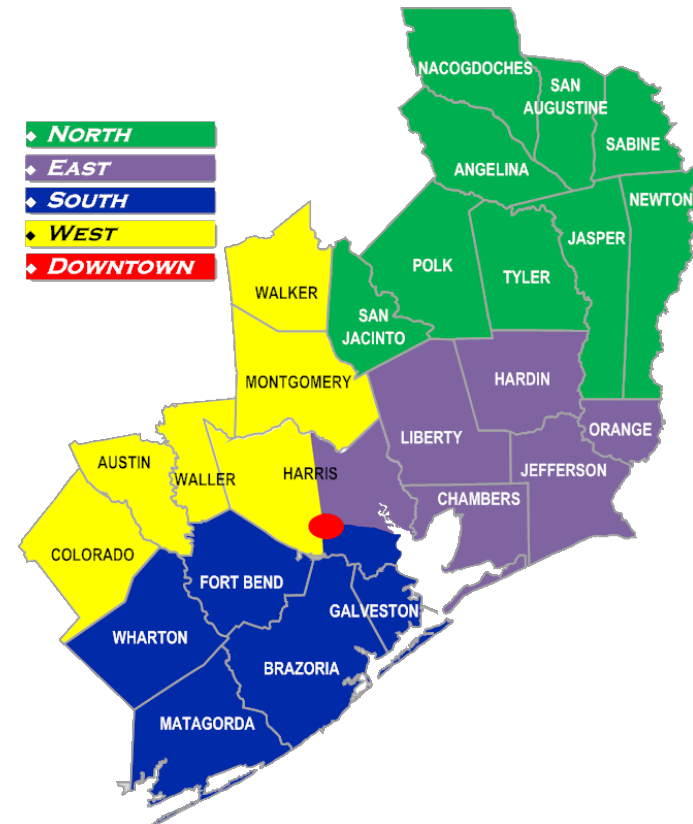 NORTH
EAST
SOUTH
WEST
DOWNTOWN
NACOGDOCHES
SAN
AUGUSTINE
SABINE
ANGELINA
NEWTON
JASPER
POLK
TYLER
WALKER
SAN
JACINTO
MONTGOMERY
HARDIN
LIBERTY
ORANGE
AUSTIN
WALLER
HARRIS
JEFFERSON
CHAMBERS
COLORADO
FORT BEND
GALVESTON
WHARTON
BRAZORIA
MATAGORDA